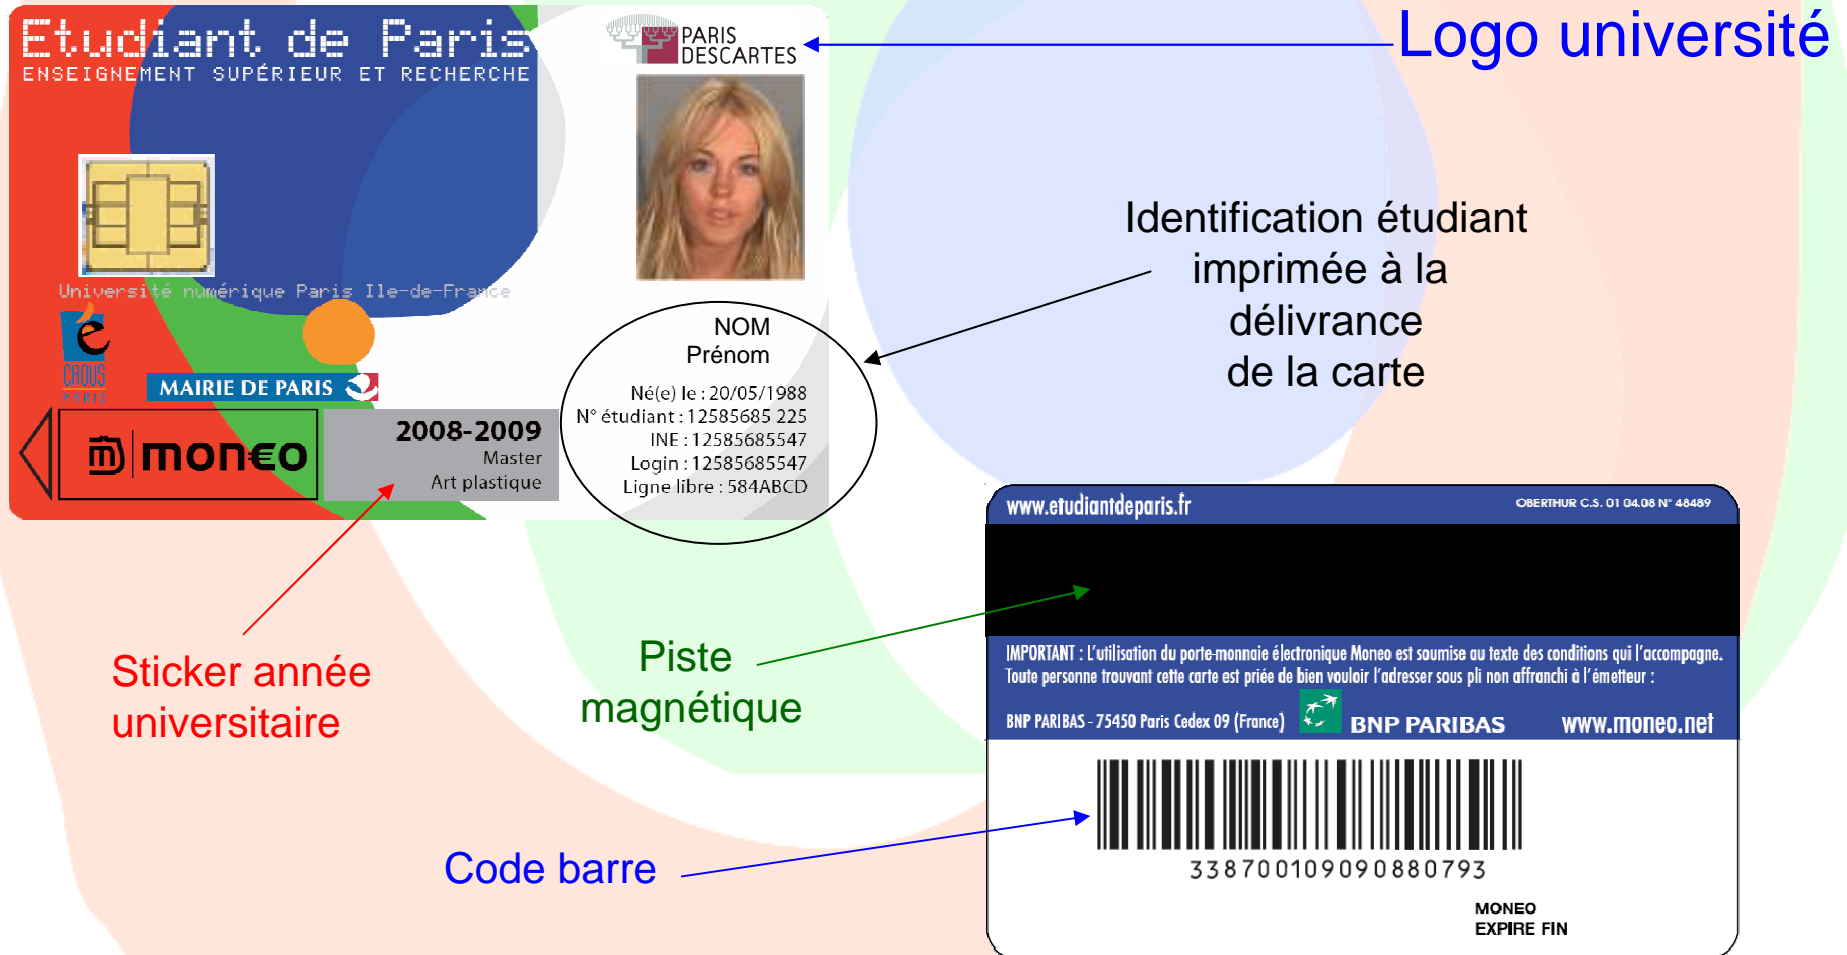 Etudiant de Paris
ENSEIGNEMENT SUPÉRIEUR ET RECHERCHE
PARIS
DESCARTES
Logo université
Université numérique Paris Ile-de-France
é
CROUS
PARIS
MAIRIE DE PARIS
m moneo
2008-2009
Master
Art plastique
NOM
Prénom
Né(e) le : 20/05/1988
N° étudiant : 12585685 225
INE : 12585685547
Login : 12585685547
Ligne libre : 584ABCD
Identification étudiant
imprimée à la
délivrance
de la carte
Sticker année
universitaire
Piste
magnétique
Code barre
www.etudiantdeparis.fr
OBERTHUR C.S. 01 04.08 N° 48489
IMPORTANT : L'utilisation du porte-monnaie électronique Moneo est soumise au texte des conditions qui l'accompagne.
Toute personne trouvant cette carte est priée de bien vouloir l'adresser sous pli non affranchi à l'émetteur :
BNP PARIBAS - 75450 Paris Cedex 09 (France)
BNP PARIBAS
www.moneo.net
338700109090880793
MONEO
EXPIRE FIN